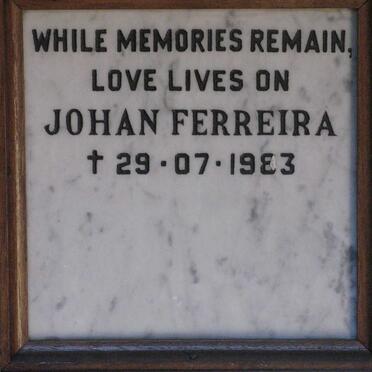 WHILE MEMORIES REMAIN,
LOVE LIVES ON
JOHAN FERREIRA
† 29 · 07 · 1983